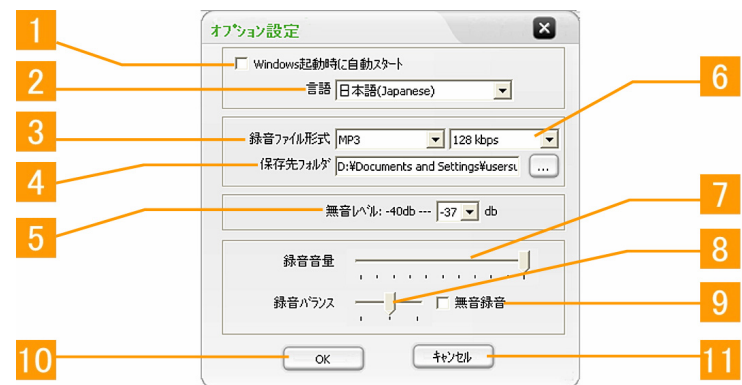 オプション設定
1
Windows起動時に自動スタート
2
言語 日本語(Japanese)
3
録音ファイル形式 MP3 128 kbps
6
4
保存先フォルダ D:¥Documents and Settings¥users ...
5
無音レベル: -40db --- -37 db
7
録音音量
8
録音バランス 無音録音
9
10
OK
キャンセル
11